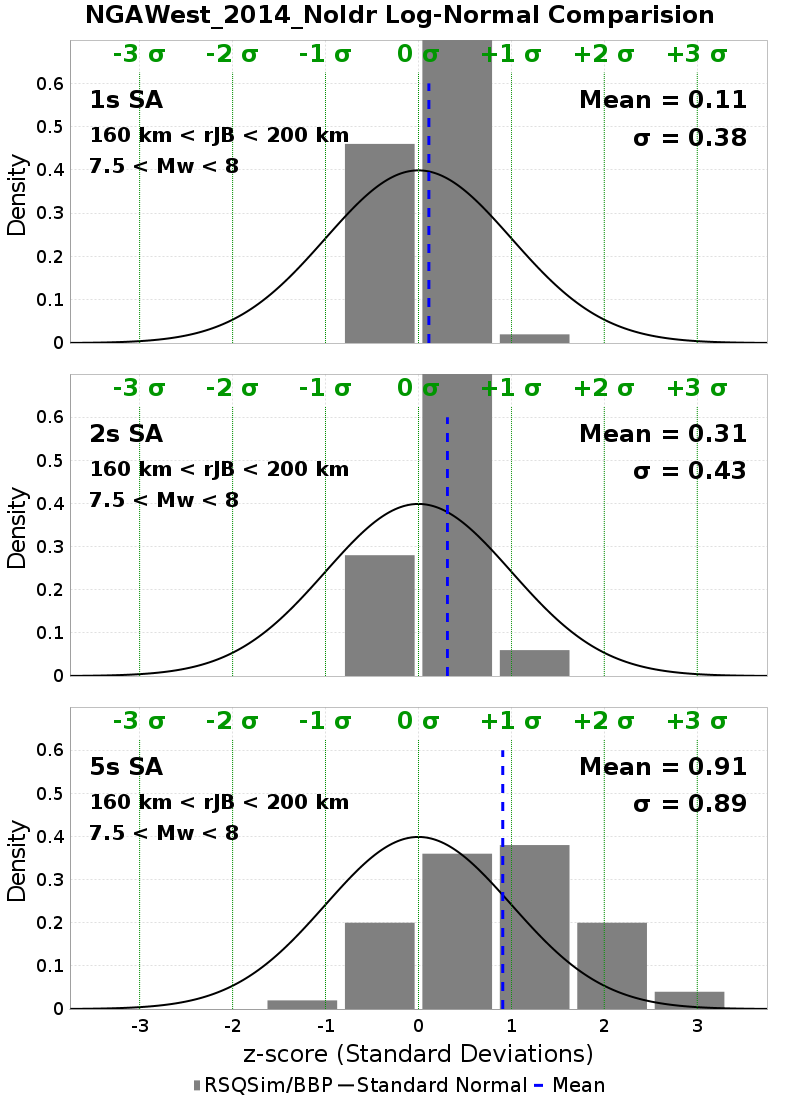 NGAWest_2014_NoIdr Log-Normal Comparision
-3 σ -2 σ -1 σ 0 σ +1 σ +2 σ +3 σ
1s SA
160 km < rJB < 200 km
7.5 < Mw < 8
Mean = 0.11
σ = 0.38
0.6
0.5
0.4
0.3
0.2
0.1
0
Density
-3 σ -2 σ -1 σ 0 σ +1 σ +2 σ +3 σ
2s SA
160 km < rJB < 200 km
7.5 < Mw < 8
Mean = 0.31
σ = 0.43
0.6
0.5
0.4
0.3
0.2
0.1
0
Density
-3 σ -2 σ -1 σ 0 σ +1 σ +2 σ +3 σ
5s SA
160 km < rJB < 200 km
7.5 < Mw < 8
Mean = 0.91
σ = 0.89
0.6
0.5
0.4
0.3
0.2
0.1
0
Density
-3 -2 -1 0 1 2 3
z-score (Standard Deviations)
RSQSim/BBP Standard Normal Mean